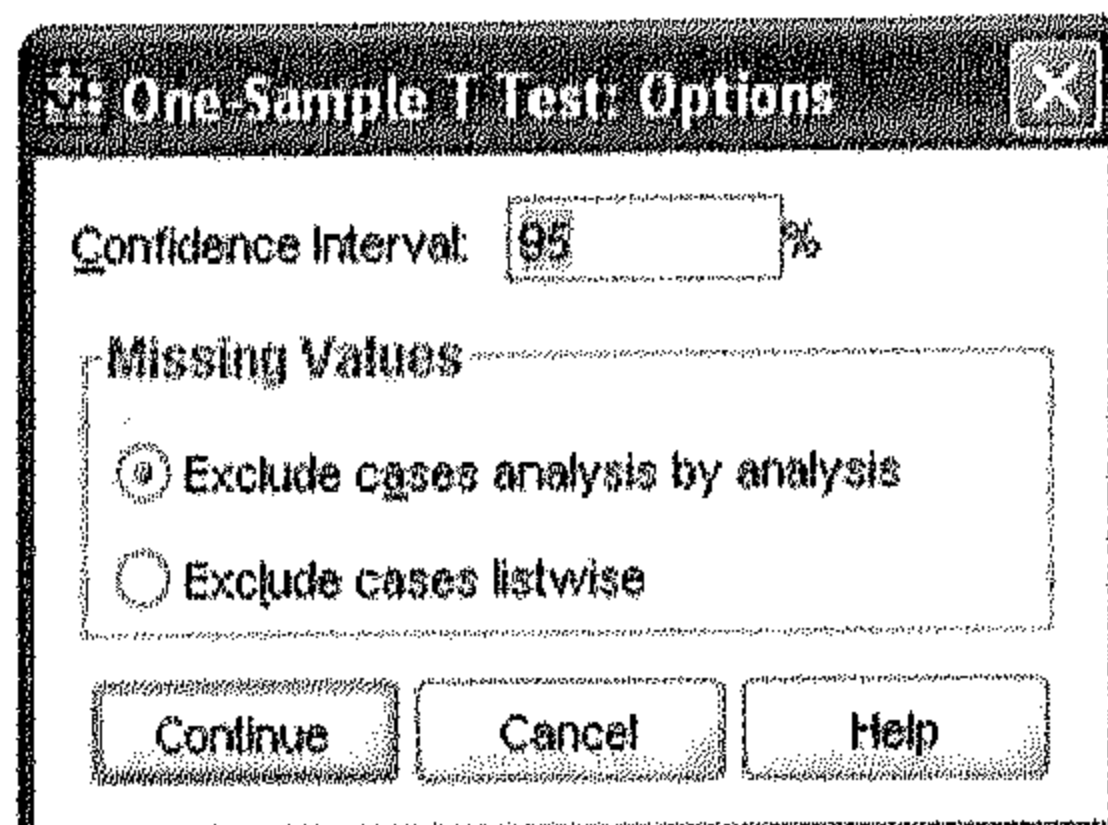 One-Sample T Test: Options
Confidence Interval: 95 %
Missing Values
Exclude cases analysis by analysis
Exclude cases listwise
Continue Cancel Help